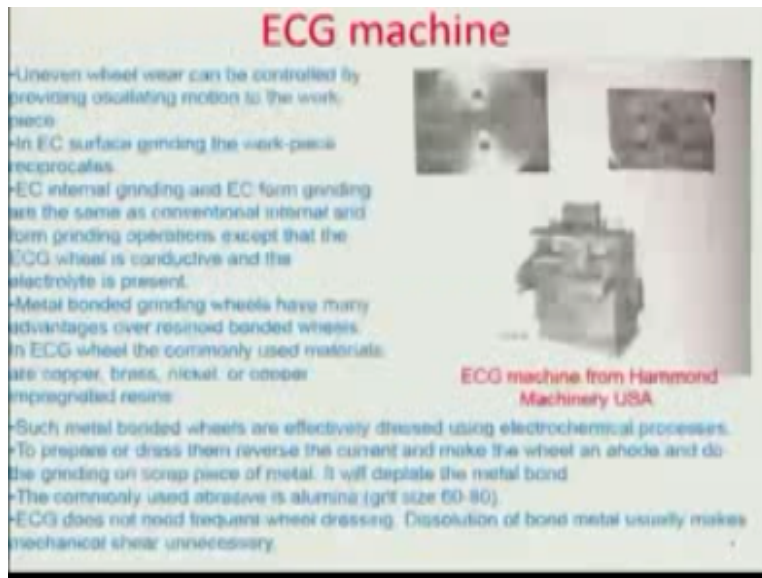 ECG machine
•Uneven wheel wear can be controlled by
providing oscillating motion to the work
piece
•In EC surface grinding the work-piece
reciprocates.
•EC internal grinding and EC form grinding
are the same as conventional internal and
form grinding operations except that the
ECG wheel is conductive and the
electrolyte is present.
•Metal bonded grinding wheels have many
advantages over resinoid bonded wheels.
In ECG wheel the commonly used materials
are copper, brass, nickel, or copper
impregnated resins
ECG machine from Hammond
Machinery USA
•Such metal bonded wheels are effectively dressed using electrochemical processes.
•To prepare or dress them reverse the current and make the wheel an anode and do
the grinding on scrap piece of metal. It will deplate the metal bond
•The commonly used abrasive is alumina (grit size 60-80)
•ECG does not need frequent wheel dressing. Dissolution of bond metal usually makes
mechanical shear unnecessary.